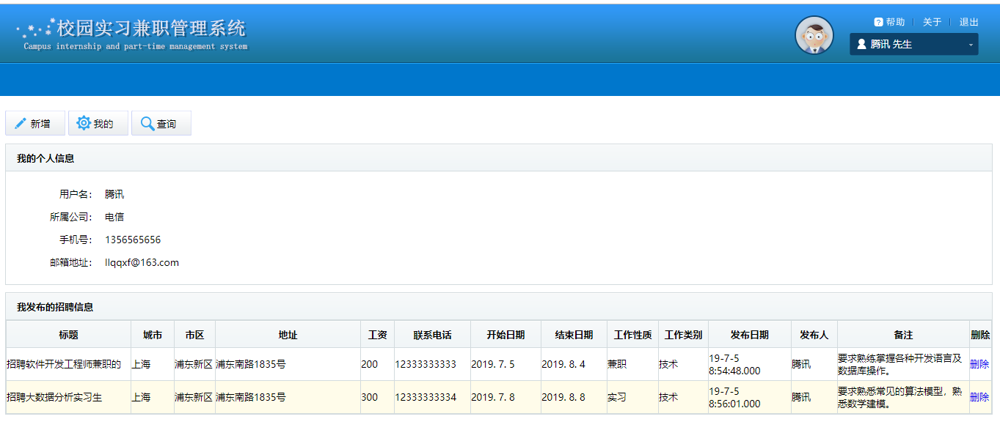 校园实习兼职管理系统
Campus internship and part-time management system
帮助 关于 退出
腾讯 先生
新增 我的 查询
我的个人信息
用户名： 腾讯
所属公司： 电信
手机号： 1356565656
邮箱地址： llqqxf@163.com
我发布的招聘信息
标题 城市 市区 地址 工资 联系电话 开始日期 结束日期 工作性质 工作类别 发布日期 发布人 备注 删除
招聘软件开发工程师兼职的 上海 浦东新区 浦东南路1835号 200 12333333333 2019.7.5 2019.8.4 兼职 技术 19-7-5 8:54:48.000 腾讯 要求熟练掌握各种开发语言及数据库操作。 删除
招聘大数据分析实习生 上海 浦东新区 浦东南路1835号 300 12333333334 2019.7.8 2019.8.8 实习 技术 19-7-5 8:56:01.000 腾讯 要求熟悉常见的算法模型，熟悉数学建模。 删除